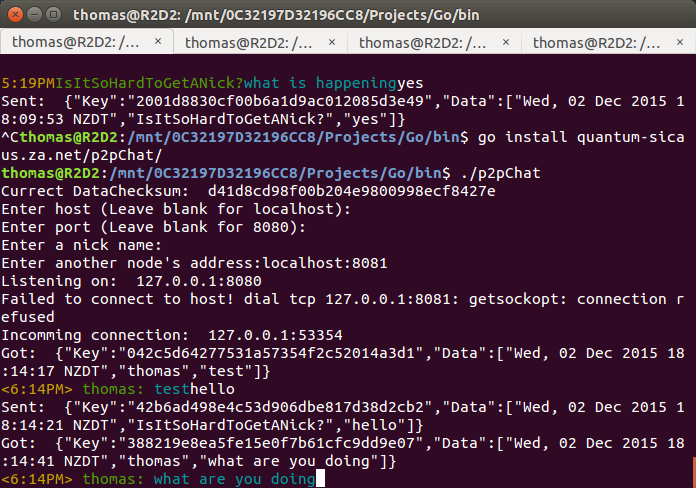 thomas@R2D2: /mnt/0C32197D32196CC8/Projects/Go/bin
thomas@R2D2: /… × thomas@R2D2: /… × thomas@R2D2: /… × thomas@R2D2: /… ×
5:19PMIsItSoHardToGetANick?what is happeningyes
Sent:  {"Key":"2001d8830cf00b6a1d9ac012085d3e49","Data":["Wed, 02 Dec 2015 1
8:09:53 NZDT","IsItSoHardToGetANick?","yes"]}
^Cthomas@R2D2:/mnt/0C32197D32196CC8/Projects/Go/bin$ go install quantum-sica
us.za.net/p2pChat/
thomas@R2D2:/mnt/0C32197D32196CC8/Projects/Go/bin$ ./p2pChat
Currect DataChecksum:  d41d8cd98f00b204e9800998ecf8427e
Enter host (Leave blank for localhost):
Enter port (Leave blank for 8080):
Enter a nick name:
Enter another node's address:localhost:8081
Listening on:  127.0.0.1:8080
Failed to connect to host! dial tcp 127.0.0.1:8081: getsockopt: connection r
efused
Incomming connection:  127.0.0.1:53354
Got:  {"Key":"042c5d64277531a57354f2c52014a3d1","Data":["Wed, 02 Dec 2015 18
:14:17 NZDT","thomas","test"]}
<6:14PM> thomas: testhello
Sent:  {"Key":"42b6ad498e4c53d906dbe817d38d2cb2","Data":["Wed, 02 Dec 2015 1
8:14:21 NZDT","IsItSoHardToGetANick?","hello"]}
Got:  {"Key":"388219e8ea5fe15e0f7b61cfc9dd9e07","Data":["Wed, 02 Dec 2015 18
:14:41 NZDT","thomas","what are you doing"]}
<6:14PM> thomas: what are you doing